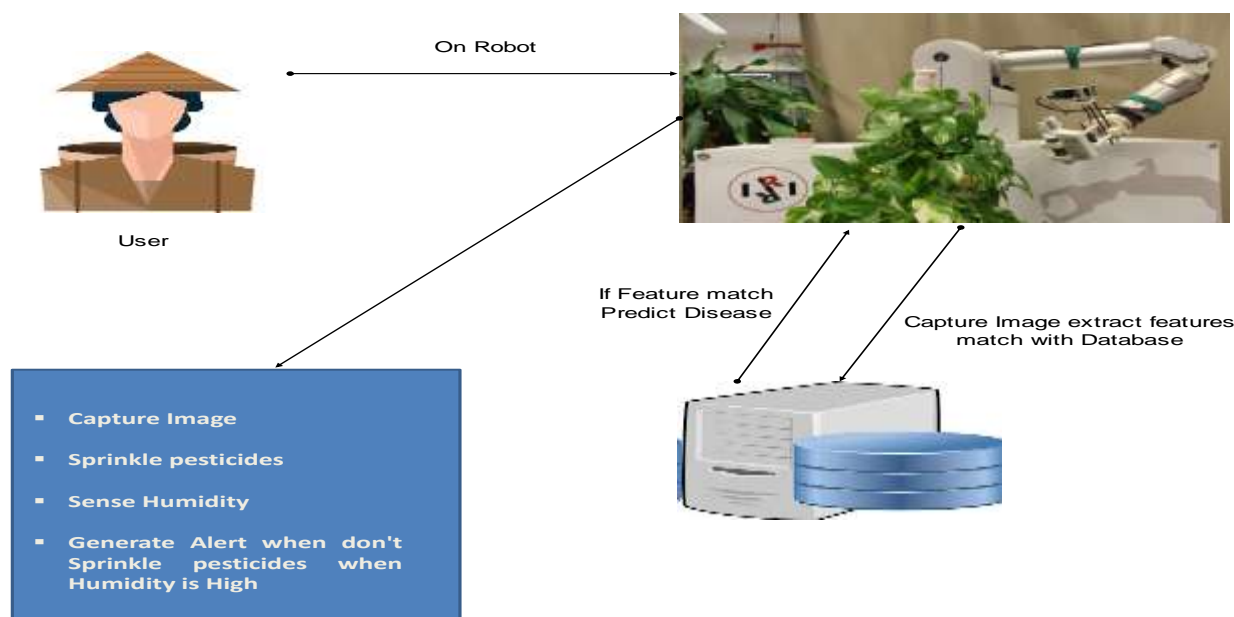 On Robot
User
If Feature match
Predict Disease
Capture Image extract features
match with Database
▪ Capture Image
▪ Sprinkle pesticides
▪ Sense Humidity
▪ Generate Alert when don't
Sprinkle pesticides when
Humidity is High